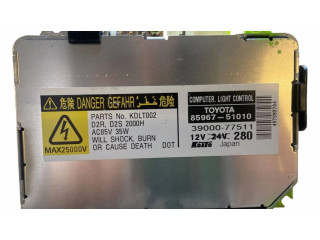 危険 DANGER GEFAHR خطر 危险
PARTS No. KDLT002
D2R, D2S 2000H
AC85V 35W
WILL SHOCK, BURN
OR CAUSE DEATH DOT
MAX25000V
COMPUTER. LIGHT CONTROL
TOYOTA
85967-51010
39000-77511
12V 24V 280
Japan